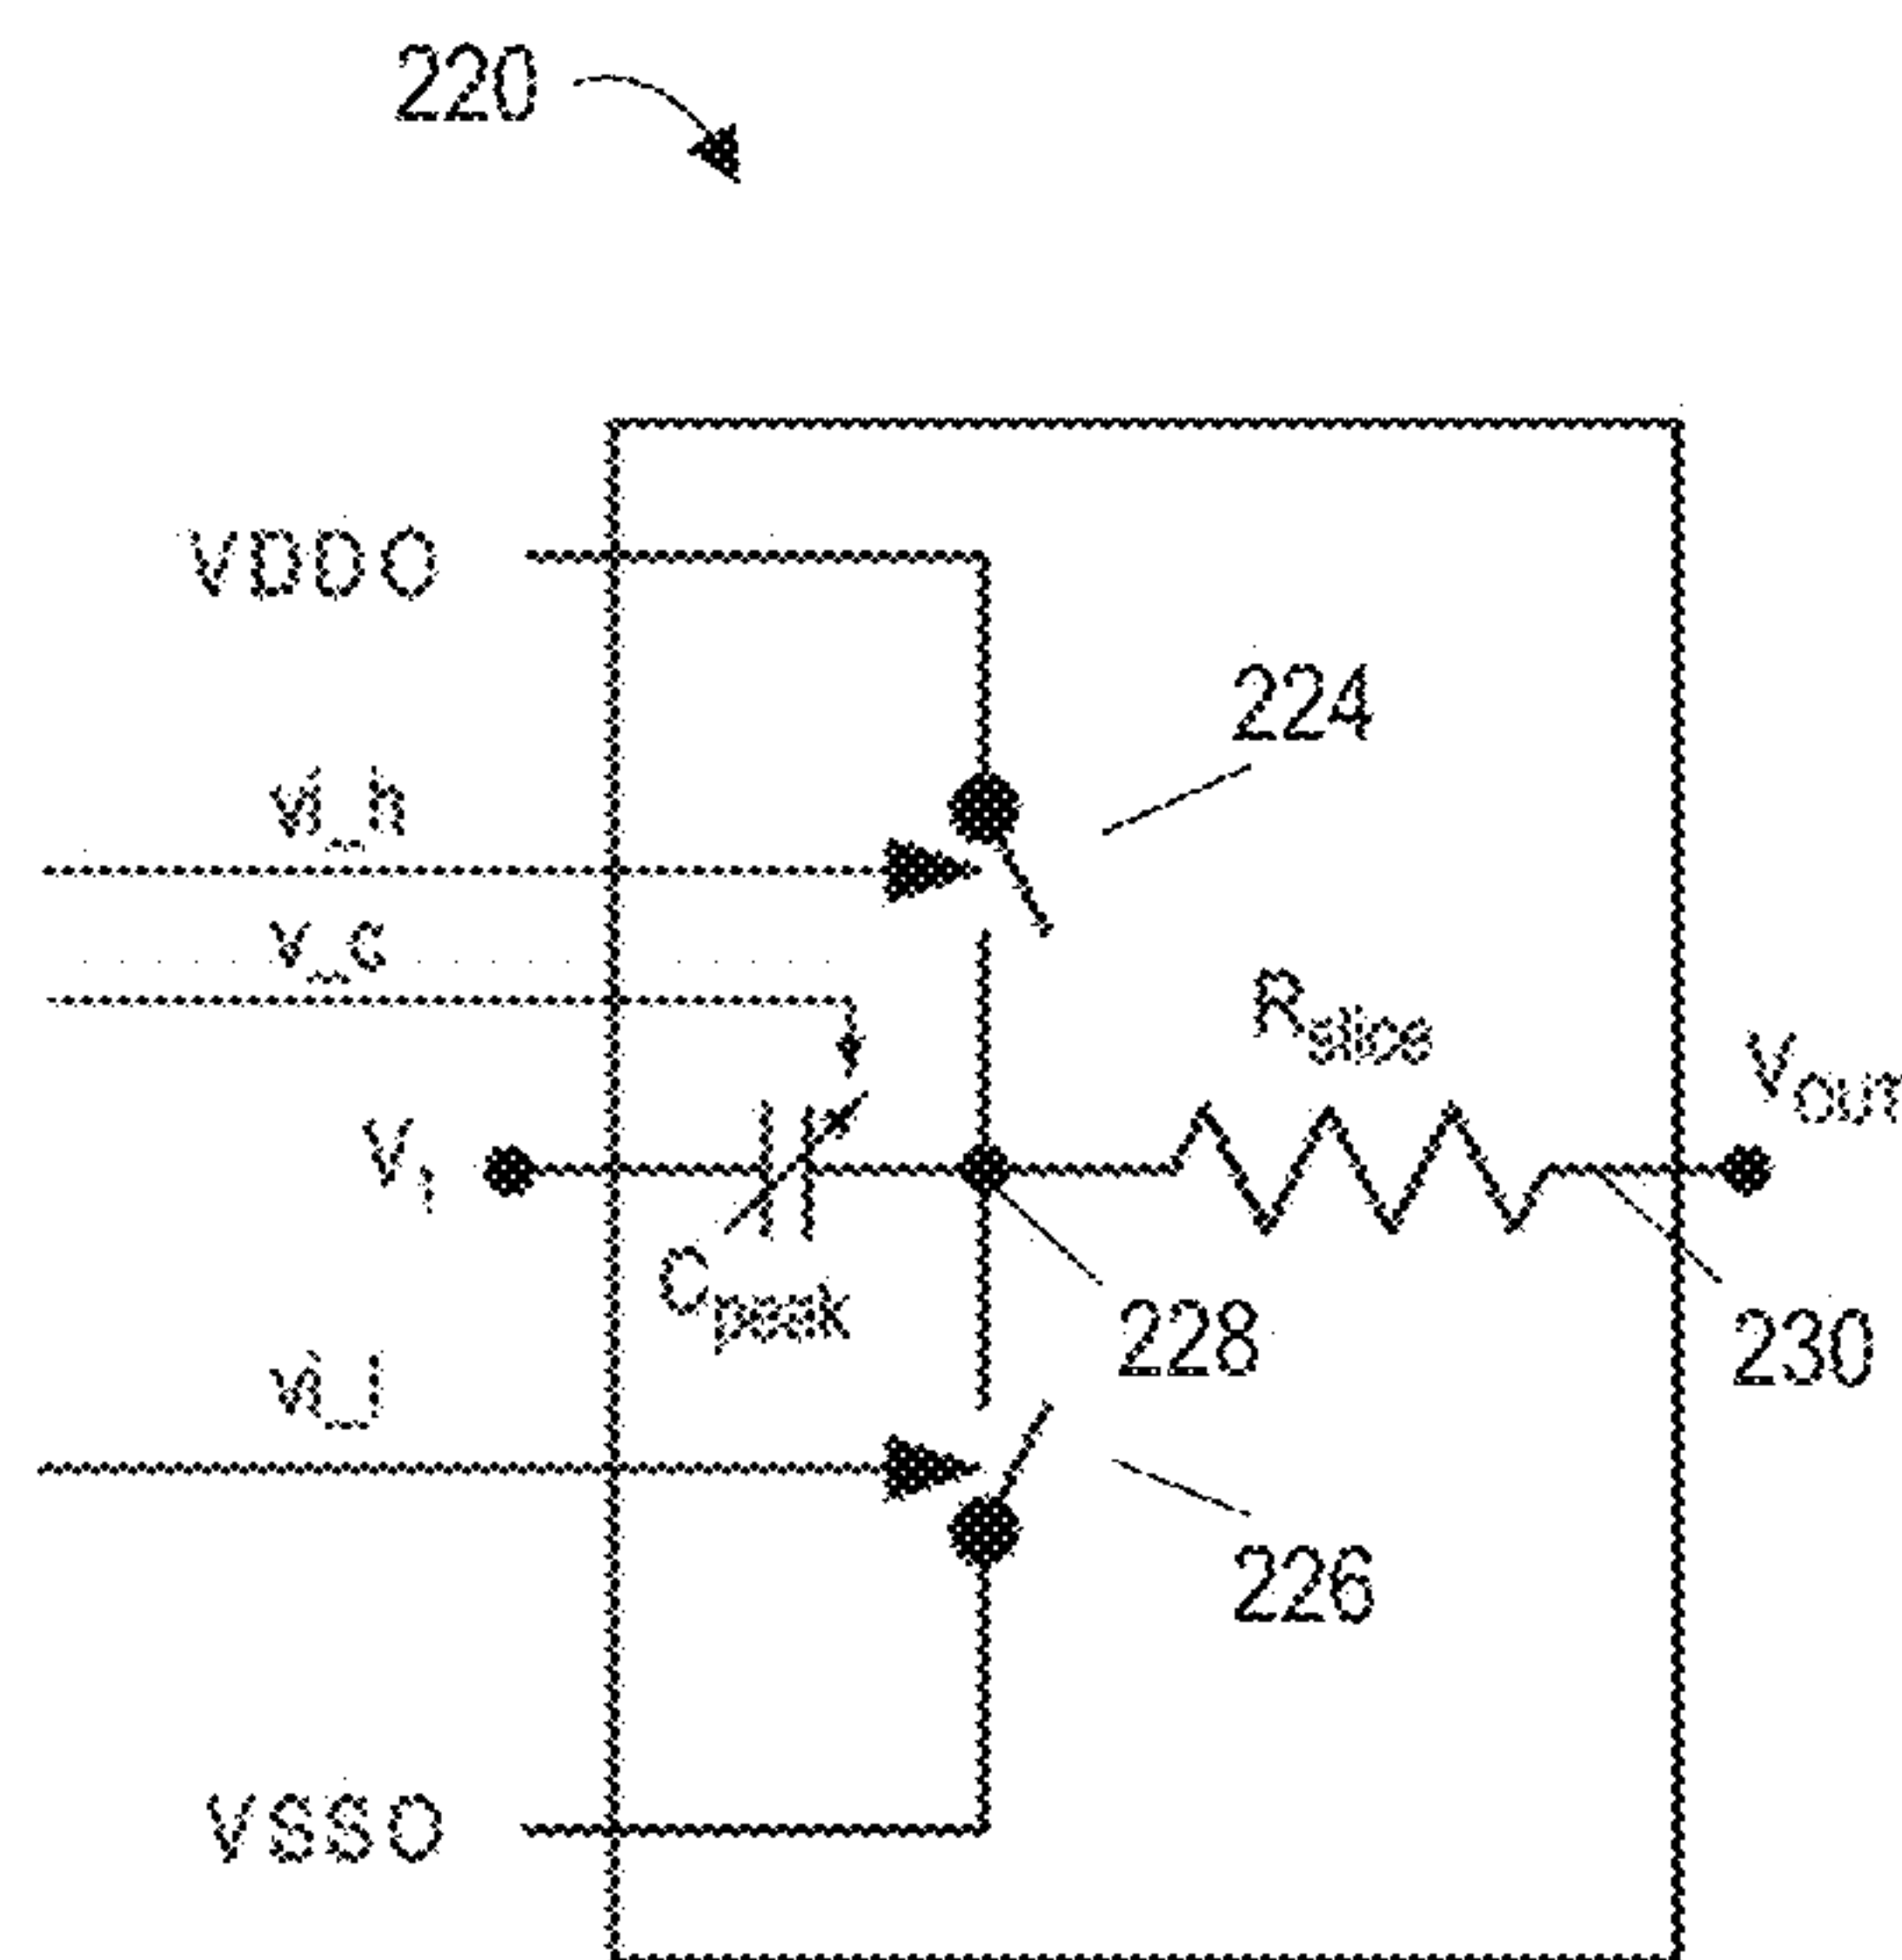 220
VDDO
224
vi_h
v_c
Rslice
VOUT
V1
Cpeak
228
230
vi_l
226
VSSO